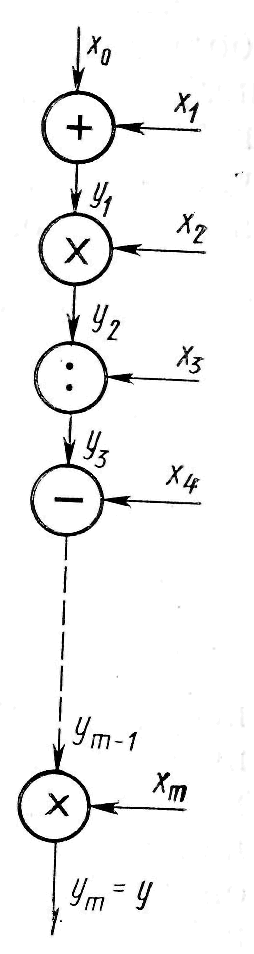 x₀
x₁
+
y₁
x₂
×
y₂
x₃
:
y₃
x₄
−
yₘ₋₁
xₘ
×
yₘ = y